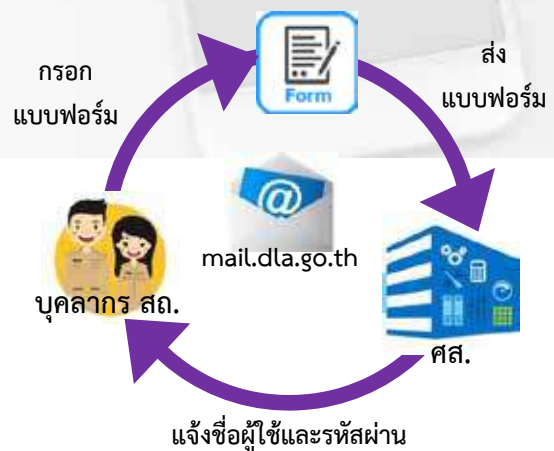 กรอก
แบบฟอร์ม
Form
ส่ง
แบบฟอร์ม
@
mail.dla.go.th
บุคลากร สถ.
ศส.
แจ้งชื่อผู้ใช้และรหัสผ่าน